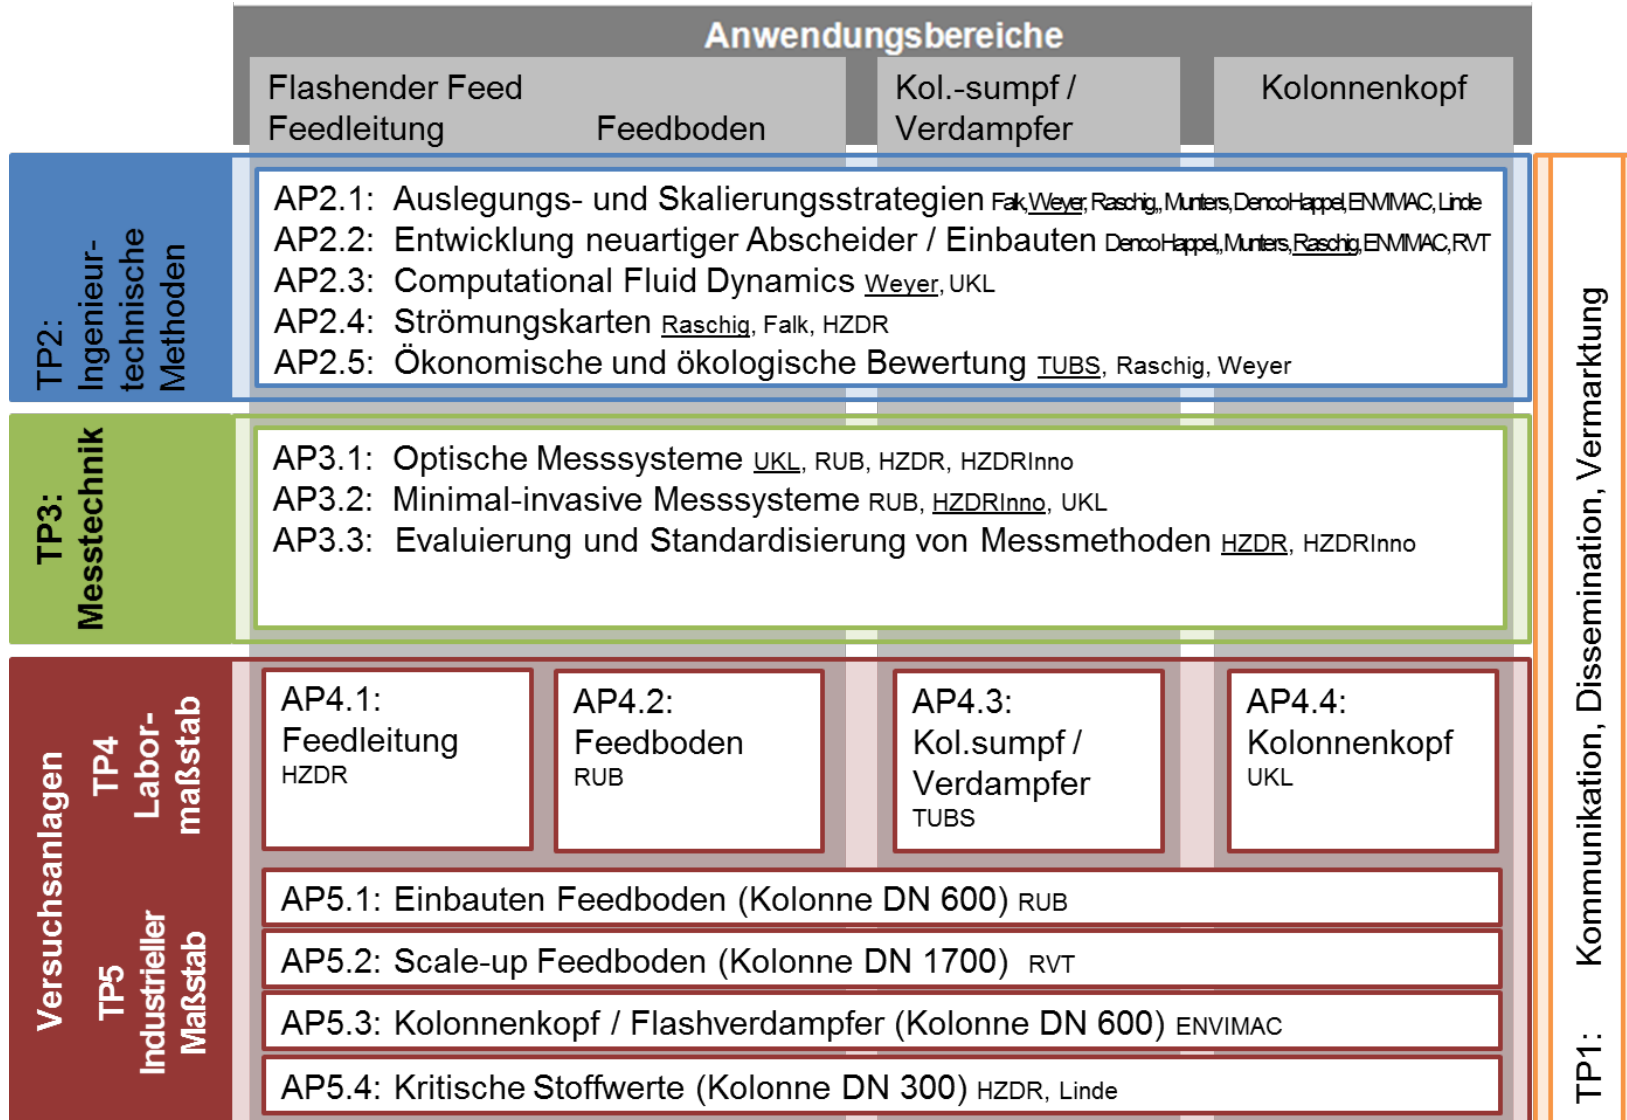 Anwendungsbereiche
Flashender Feed
Feedleitung Feedboden
Kol.-sumpf /
Verdampfer
Kolonnenkopf
TP2:
Ingenieur-
technische
Methoden
AP2.1: Auslegungs- und Skalierungsstrategien Falk, Weyer, Raschig,, Munters, DencoHappel, ENVIMAC, Linde
AP2.2: Entwicklung neuartiger Abscheider / Einbauten DencoHappel,, Munters, Raschig, ENVIMAC, RVT
AP2.3: Computational Fluid Dynamics Weyer, UKL
AP2.4: Strömungskarten Raschig, Falk, HZDR
AP2.5: Ökonomische und ökologische Bewertung TUBS, Raschig, Weyer
TP3:
Messtechnik
AP3.1: Optische Messsysteme UKL, RUB, HZDR, HZDRInno
AP3.2: Minimal-invasive Messsysteme RUB, HZDRInno, UKL
AP3.3: Evaluierung und Standardisierung von Messmethoden HZDR, HZDRInno
Versuchsanlagen
TP4
Labor-
maßstab
AP4.1:
Feedleitung
HZDR
AP4.2:
Feedboden
RUB
AP4.3:
Kol.sumpf /
Verdampfer
TUBS
AP4.4:
Kolonnenkopf
UKL
TP5
Industrieller
Maßstab
AP5.1: Einbauten Feedboden (Kolonne DN 600) RUB
AP5.2: Scale-up Feedboden (Kolonne DN 1700) RVT
AP5.3: Kolonnenkopf / Flashverdampfer (Kolonne DN 600) ENVIMAC
AP5.4: Kritische Stoffwerte (Kolonne DN 300) HZDR, Linde
TP1: Kommunikation, Dissemination, Vermarktung